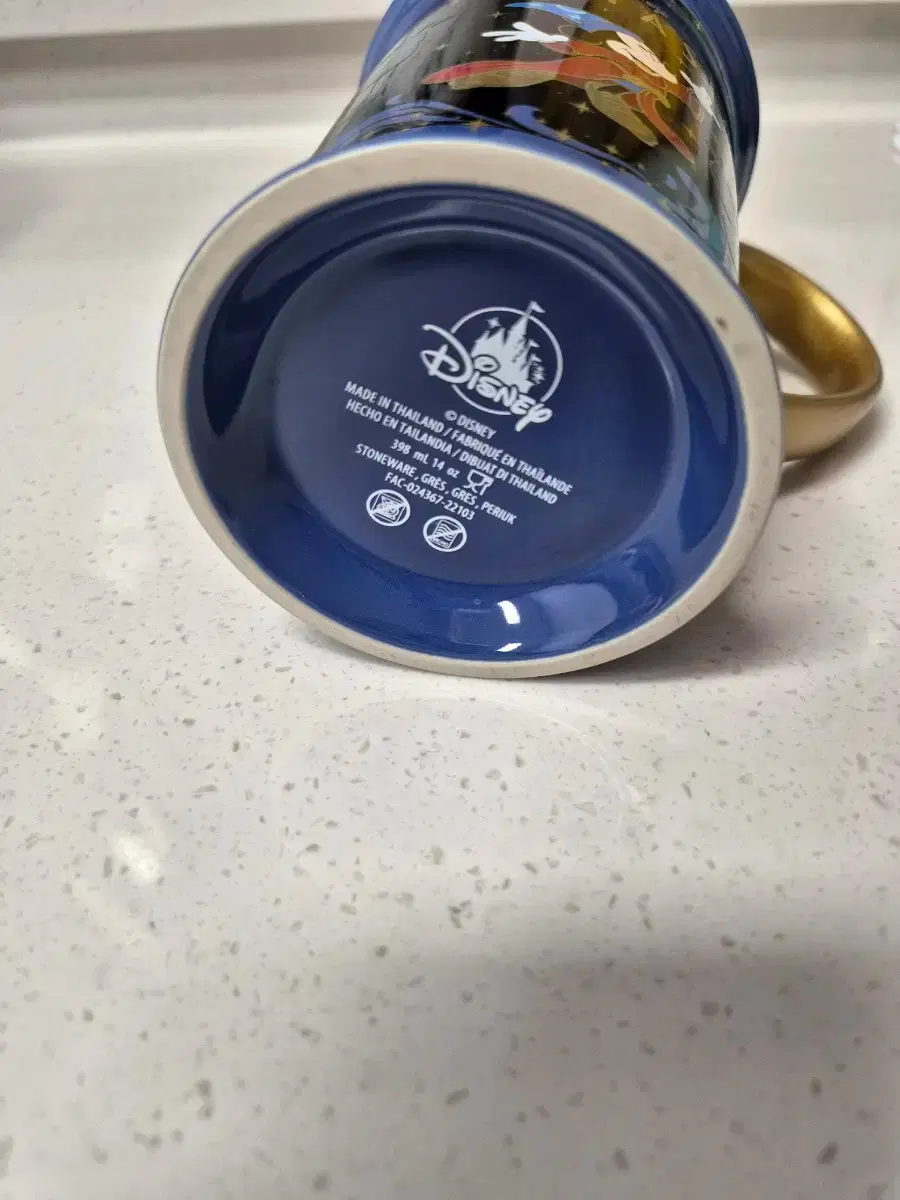 Disney
© DISNEY
MADE IN THAILAND / FABRIQUÉ EN THAÏLANDE
HECHO EN TAILANDIA / DIBUAT DI THAILAND
398 ml. 14 oz
STONEWARE, GRÈS, GRES, PERIUK
FAC-024367-22103